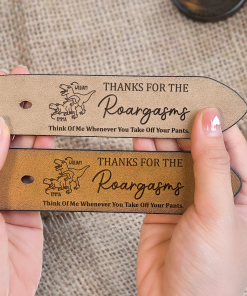 THANKS FOR THE
Roargasms
Think Of Me Whenever You Take Off Your Pants.
THANKS FOR THE
Roargasms
Think Of Me Whenever You Take Off Your Pants.